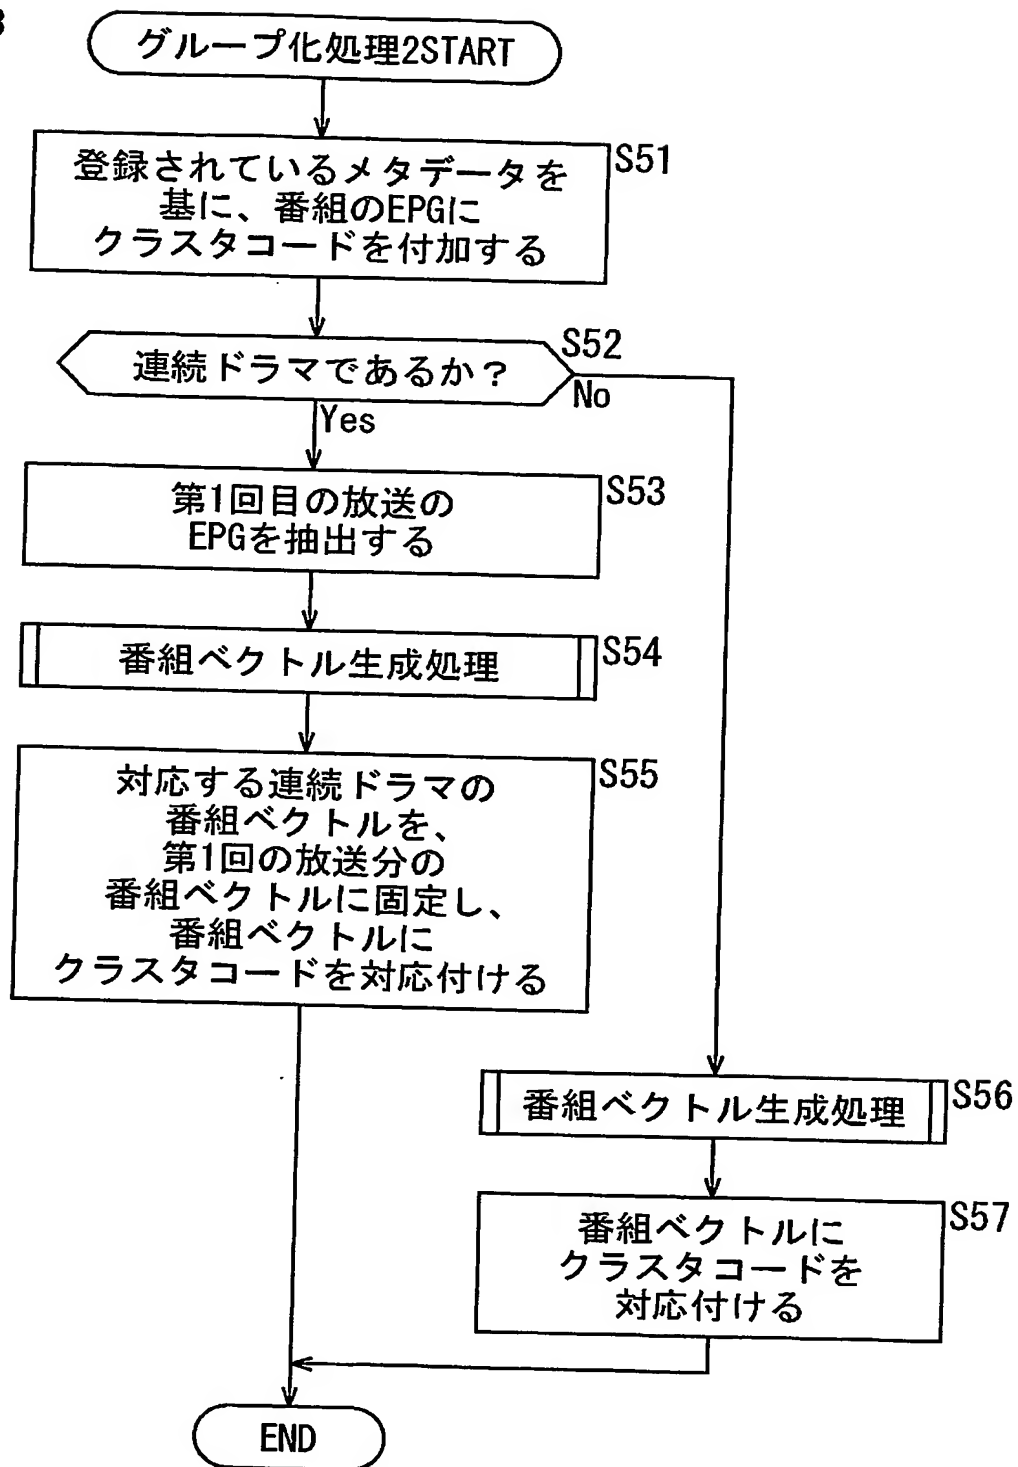 グループ化処理2START
登録されているメタデータを
基に、番組のEPGに
クラスタコードを付加する
S51
連続ドラマであるか？
S52
No
Yes
第1回目の放送の
EPGを抽出する
S53
番組ベクトル生成処理
S54
対応する連続ドラマの
番組ベクトルを、
第1回の放送分の
番組ベクトルに固定し、
番組ベクトルに
クラスタコードを対応付ける
S55
番組ベクトル生成処理
S56
番組ベクトルに
クラスタコードを
対応付ける
S57
END